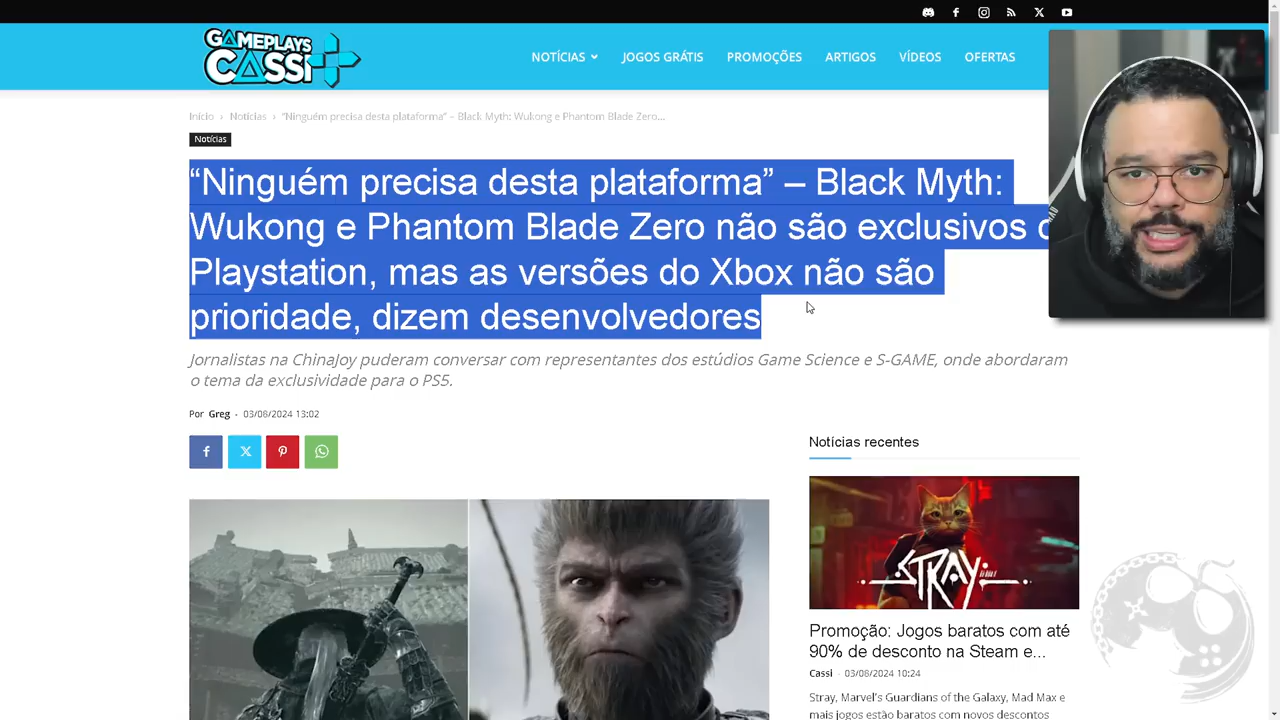 GAMEPLAYS
CASSI
NOTÍCIAS
JOGOS GRÁTIS
PROMOÇÕES
ARTIGOS
VÍDEOS
OFERTAS
Início › Notícias › “Ninguém precisa desta plataforma” – Black Myth: Wukong e Phantom Blade Zero...
Notícias
“Ninguém precisa desta plataforma” – Black Myth:
Wukong e Phantom Blade Zero não são exclusivos
Playstation, mas as versões do Xbox não são
prioridade, dizem desenvolvedores
Jornalistas na ChinaJoy puderam conversar com representantes dos estúdios Game Science e S-GAME, onde abordaram
o tema da exclusividade para o PS5.
Por Greg - 03/08/2024 13:02
Notícias recentes
STRAY
Promoção: Jogos baratos com até
90% de desconto na Steam e...
Cassi - 03/08/2024 10:24
Stray, Marvel's Guardians of the Galaxy, Mad Max e
mais jogos estão baratos com novos descontos